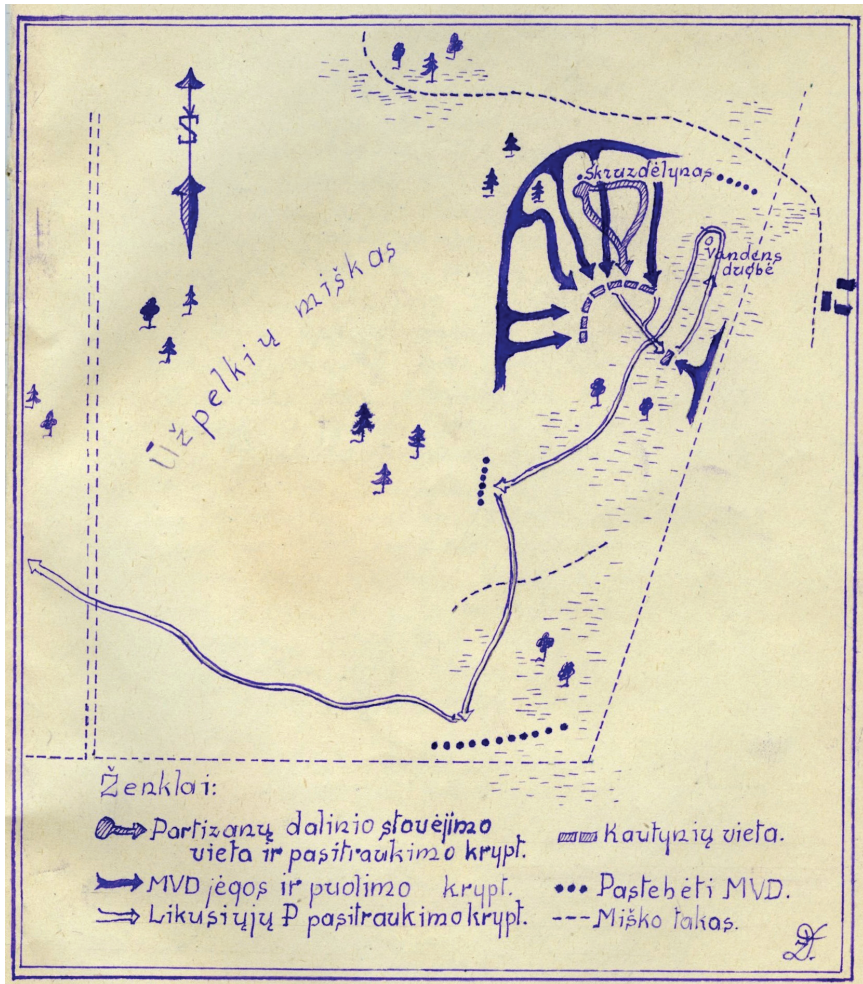 Š
Skruzdėlynas
Vandens
duobė
Užpelkių miškas
Ženklai:
Partizanų dalinio stovėjimo
vieta ir pasitraukimo krypt.
MVD jėgos ir puolimo krypt.
Likusiųjų P pasitraukimo krypt.
Kautynių vieta.
Pastebėti MVD.
Miško takas.